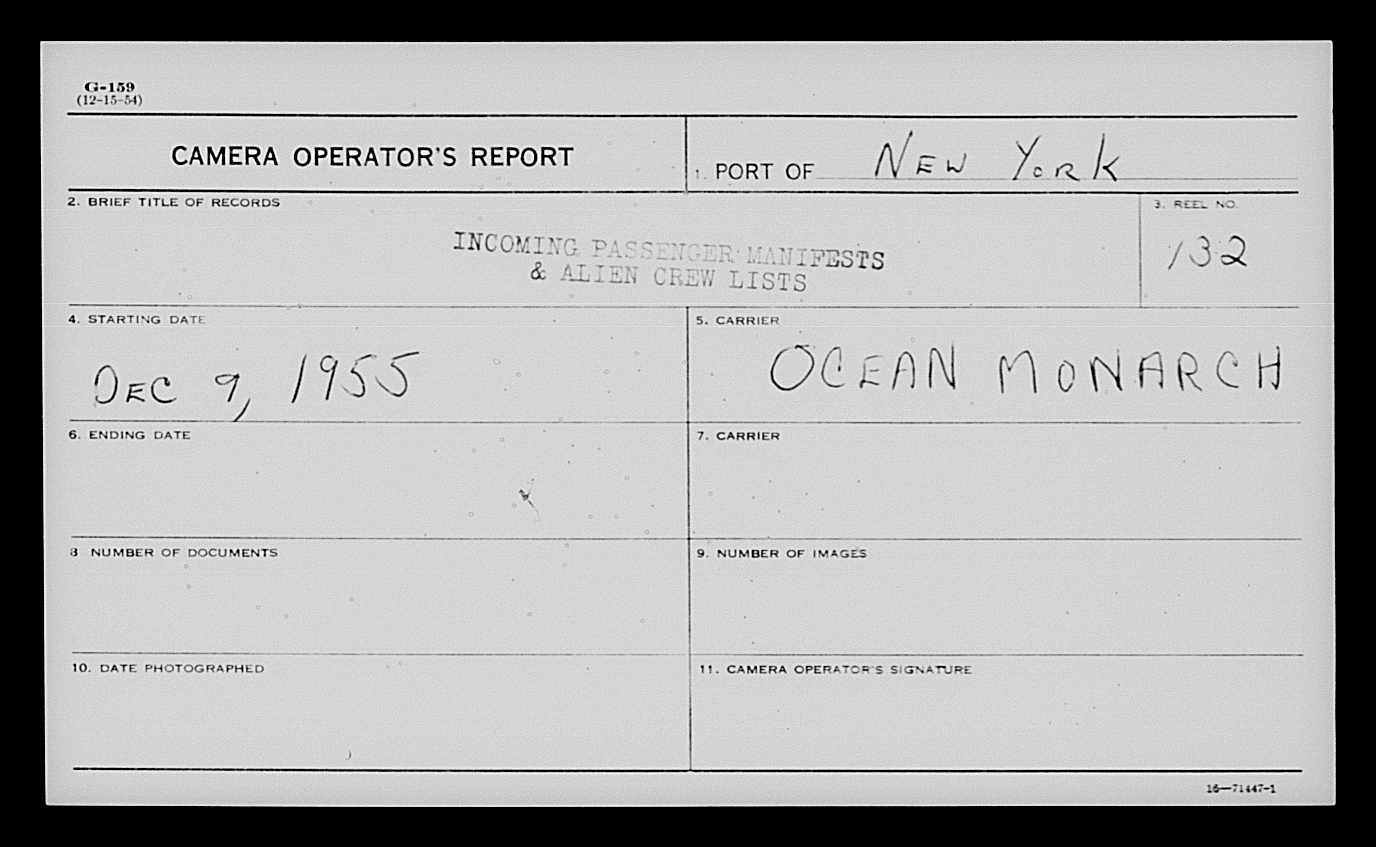 G-159
(12-15-54)
CAMERA OPERATOR'S REPORT
1. PORT OF NEW YORK
2. BRIEF TITLE OF RECORDS
INCOMING PASSENGER MANIFESTS
& ALIEN CREW LISTS
3. REEL NO.
132
4. STARTING DATE
DEC 9, 1955
5. CARRIER
OCEAN MONARCH
6. ENDING DATE
7. CARRIER
8 NUMBER OF DOCUMENTS
9. NUMBER OF IMAGES
10. DATE PHOTOGRAPHED
11. CAMERA OPERATOR'S SIGNATURE
16—71447-1